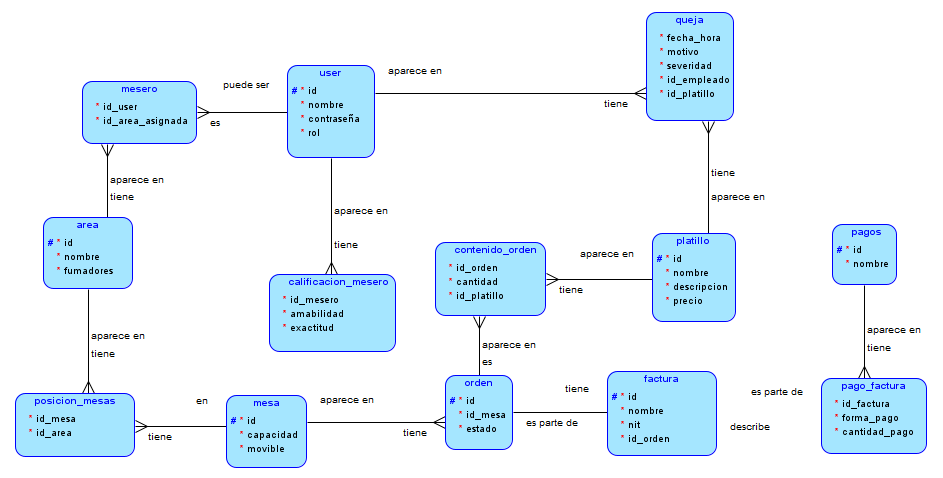 queja
* fecha_hora
* motivo
* severidad
* id_empleado
* id_platillo
user
# * id
* nombre
* contraseña
* rol
aparece en
tiene
mesero
* id_user
* id_area_asignada
puede ser
es
aparece en
tiene
tiene
aparece en
area
# * id
* nombre
* fumadores
aparece en
tiene
calificacion_mesero
* id_mesero
* amabilidad
* exactitud
contenido_orden
* id_orden
* cantidad
* id_platillo
aparece en
tiene
platillo
# * id
* nombre
* descripcion
* precio
pagos
# * id
* nombre
aparece en
tiene
aparece en
es
aparece en
tiene
posicion_mesas
* id_mesa
* id_area
en
tiene
mesa
# * id
* capacidad
* movible
aparece en
tiene
orden
# * id
* id_mesa
* estado
tiene
es parte de
factura
# * id
* nombre
* nit
* id_orden
es parte de
describe
pago_factura
* id_factura
* forma_pago
* cantidad_pago